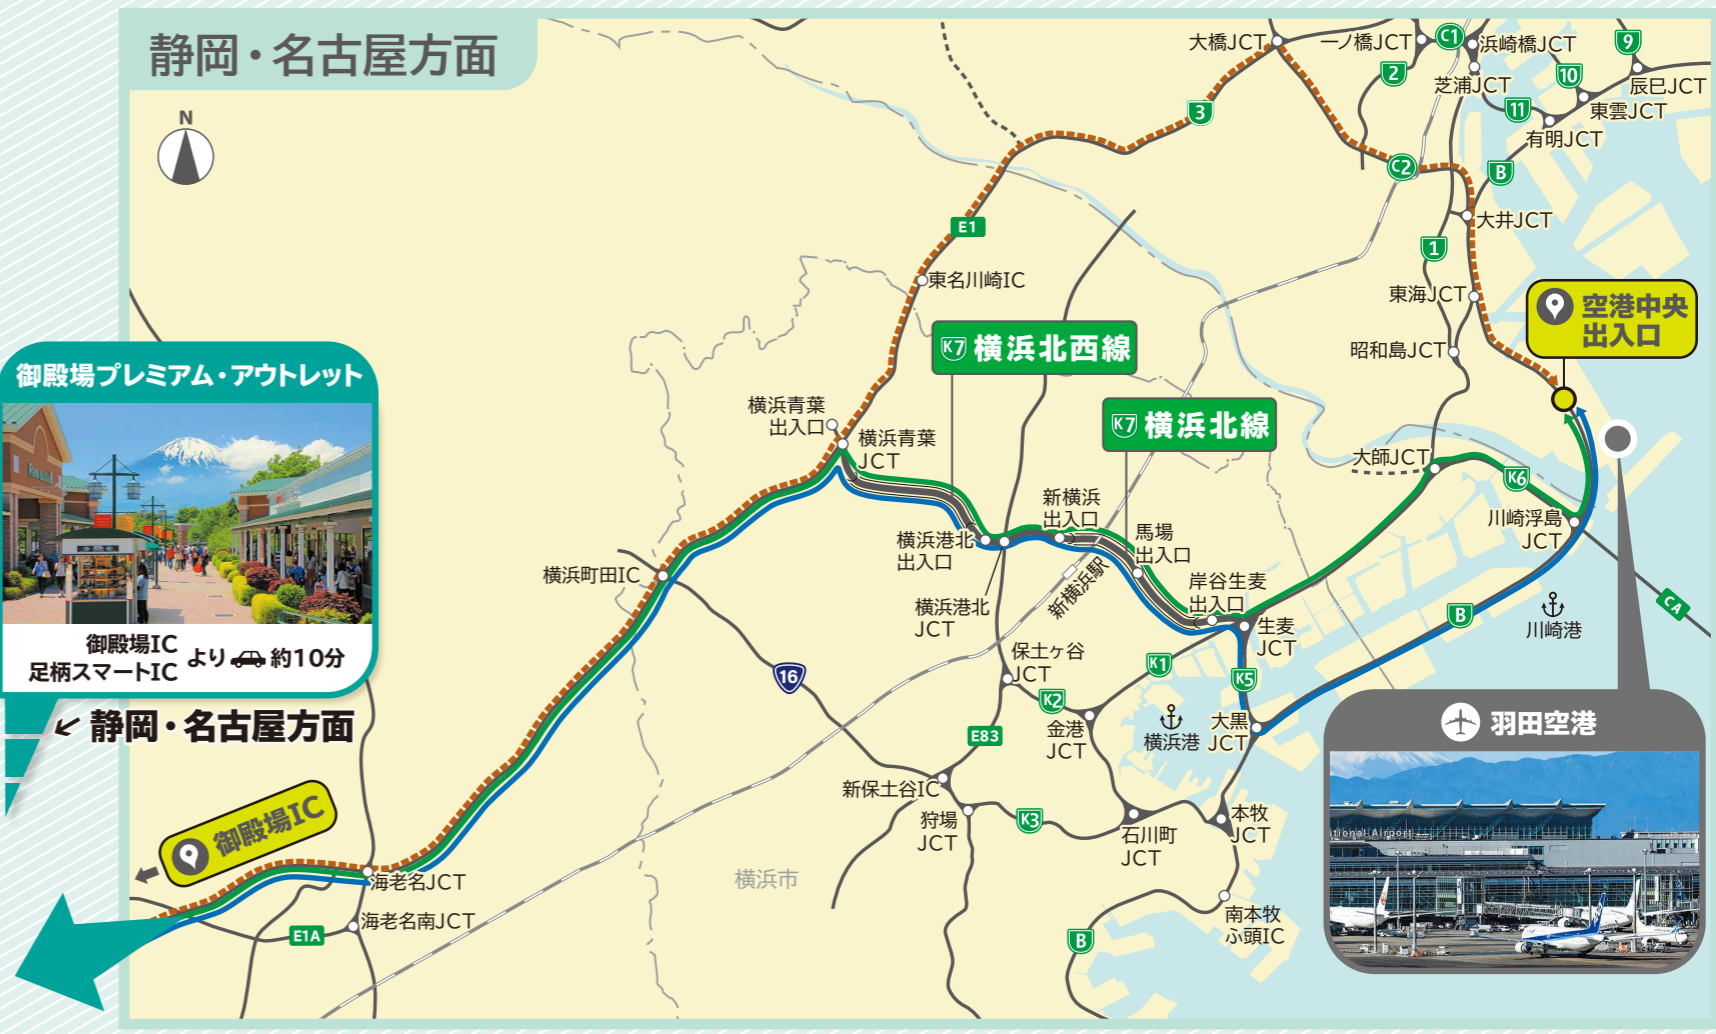 静岡・名古屋方面
N
大橋JCT
一ノ橋JCT
C1
浜崎橋JCT
9
2
芝浦JCT
10
辰巳JCT
3
11
東雲JCT
有明JCT
C2
B
大井JCT
E1
1
東名川崎IC
東海JCT
空港中央
出入口
昭和島JCT
K7 横浜北西線
K7 横浜北線
御殿場プレミアム・アウトレット
横浜青葉
出入口
横浜青葉
JCT
大師JCT
K6
新横浜
出入口
川崎浮島
JCT
横浜港北
出入口
馬場
出入口
横浜町田IC
新横浜駅
岸谷生麦
出入口
横浜港北
JCT
生麦
JCT
B
川崎港
CA
御殿場IC
足柄スマートIC
より
約10分
保土ヶ谷
JCT
K1
16
K2
K5
静岡・名古屋方面
金港
JCT
横浜港
大黒
JCT
羽田空港
E83
新保土谷IC
御殿場IC
狩場
JCT
K3
石川町
JCT
本牧
JCT
national Airport
横浜市
海老名JCT
海老名南JCT
E1A
B
南本牧
ふ頭IC